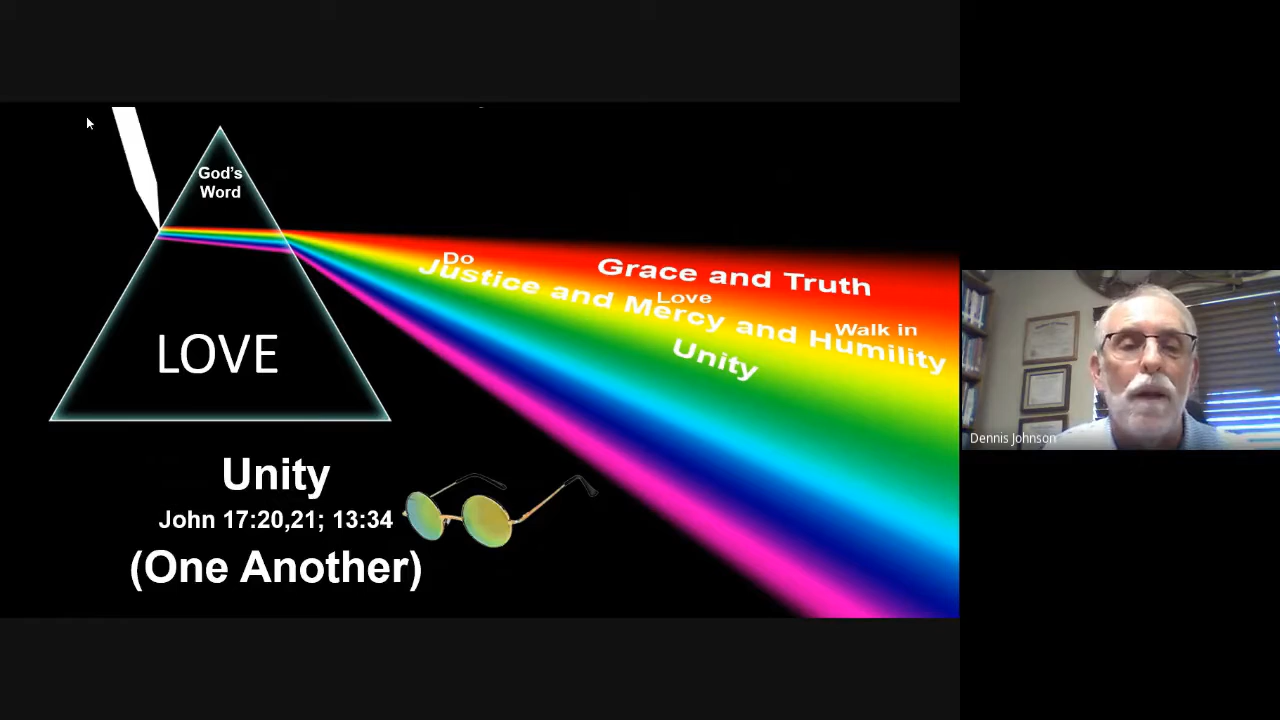 God's
Word
LOVE
Grace and Truth
Do
Justice and Mercy and Humility
Love
Walk in
Unity
Unity
John 17:20,21; 13:34
(One Another)
Dennis Johnson